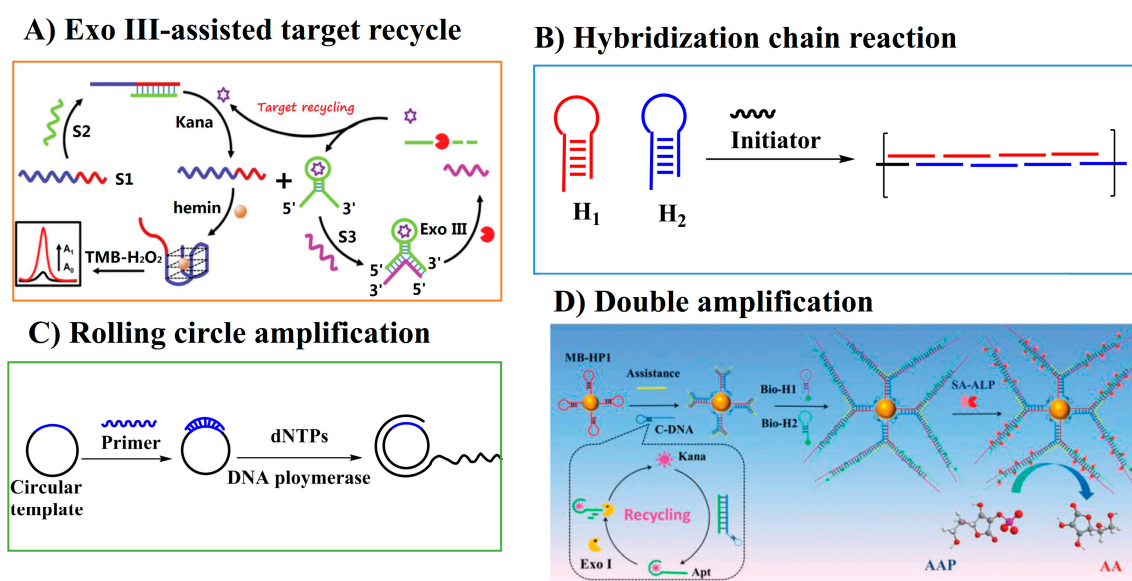 A) Exo III-assisted target recycle
S2
Kana
Target recycling
S1
hemin
+
5'
3'
S3
Exo III
5'
3'
3'
5'
TMB-H₂O₂
A₁
A₀
B) Hybridization chain reaction
H₁
H₂
Initiator
C) Rolling circle amplification
Circular
template
Primer
dNTPs
DNA ploymerase
D) Double amplification
MB-HP1
Assistance
C-DNA
Bio-H1
Bio-H2
SA-ALP
Kana
Recycling
Exo I
Apt
AAP
AA